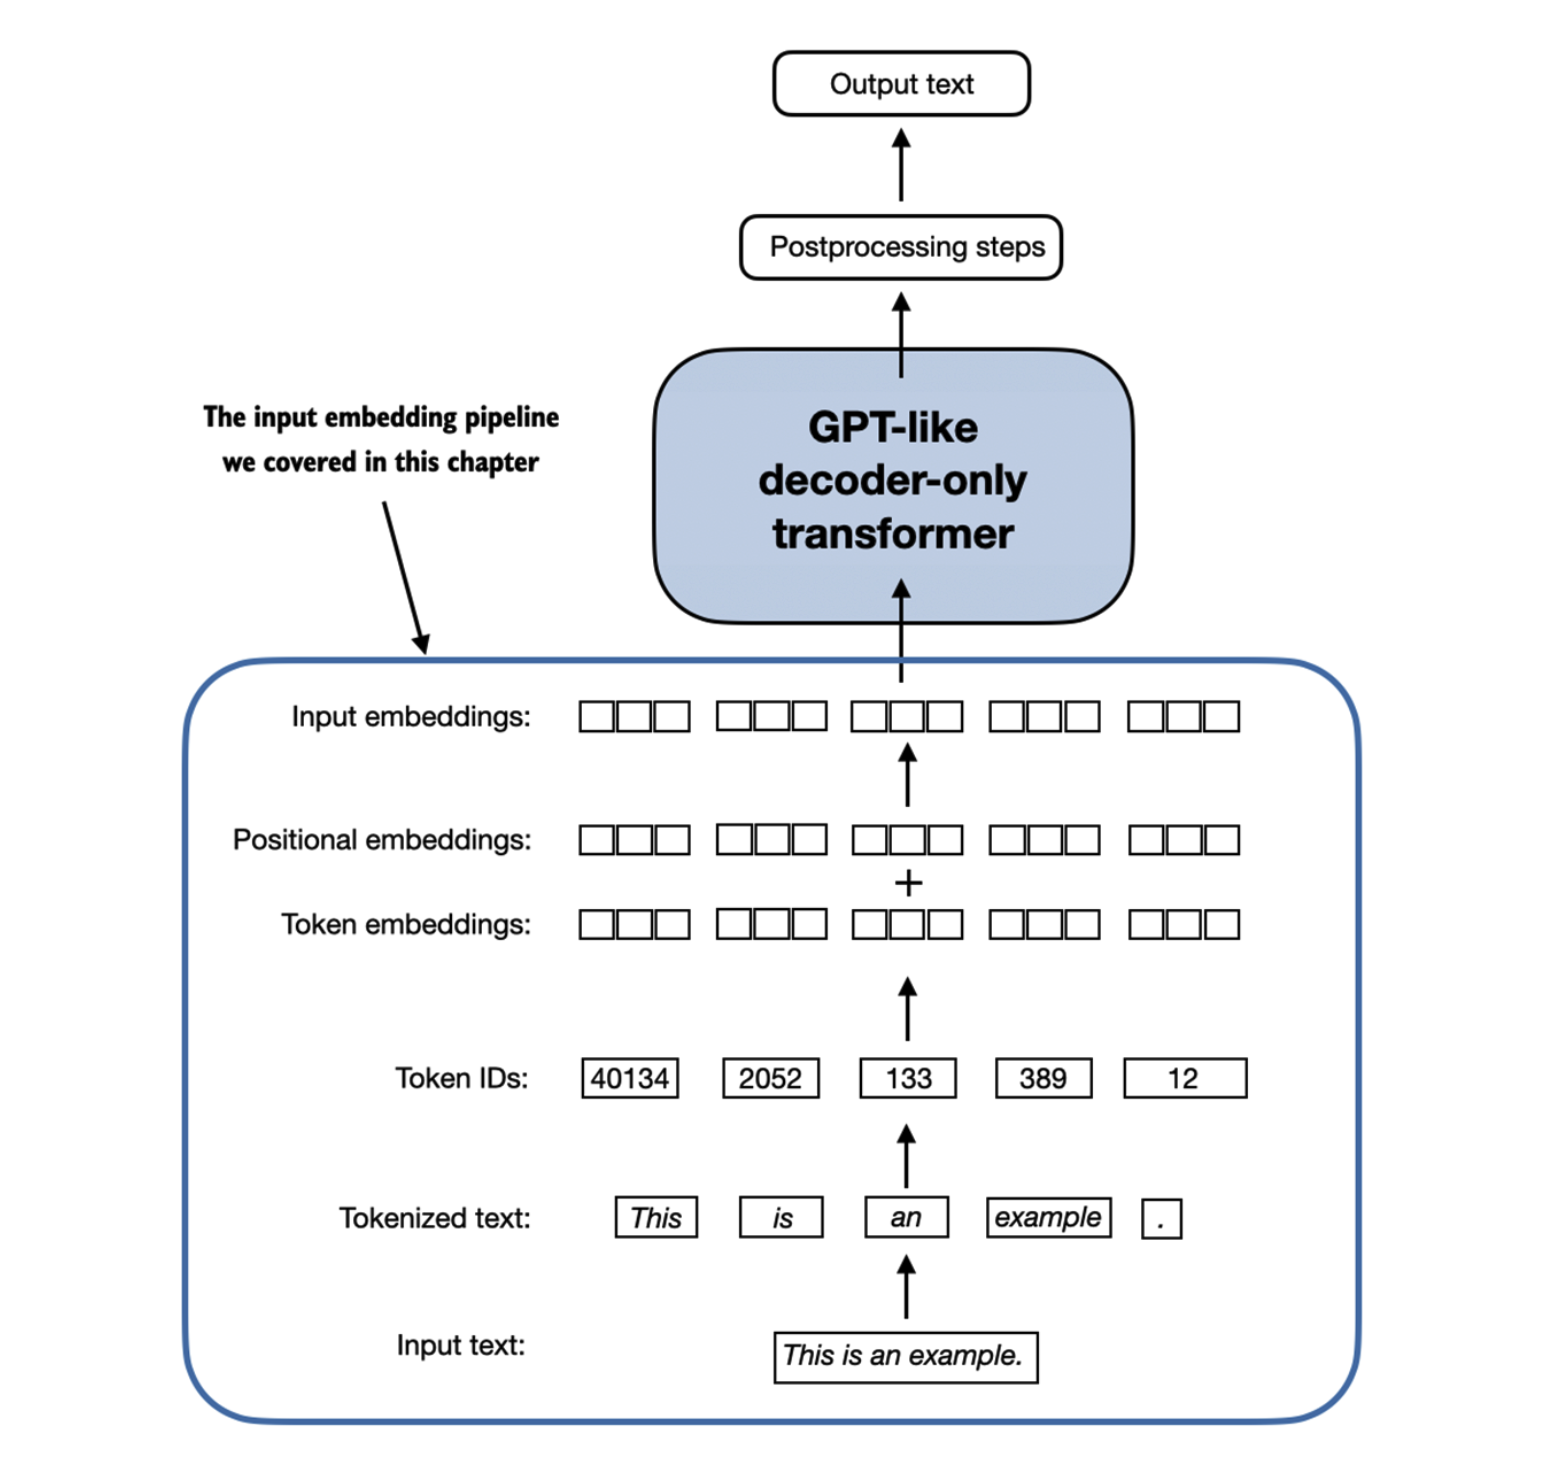 Output text
Postprocessing steps
GPT-like
decoder-only
transformer
The input embedding pipeline
we covered in this chapter
Input embeddings:
Positional embeddings:
+
Token embeddings:
Token IDs: 40134 2052 133 389 12
Tokenized text: This is an example .
Input text: This is an example.